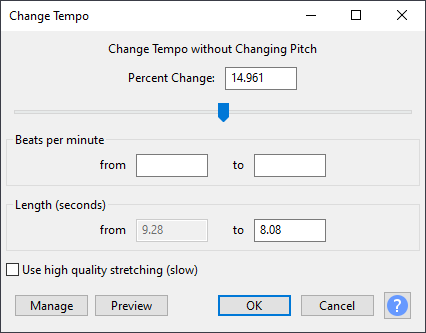 Change Tempo
Change Tempo without Changing Pitch
Percent Change: 14.961
Beats per minute
from to
Length (seconds)
from 9.28 to 8.08
Use high quality stretching (slow)
Manage Preview OK Cancel ?